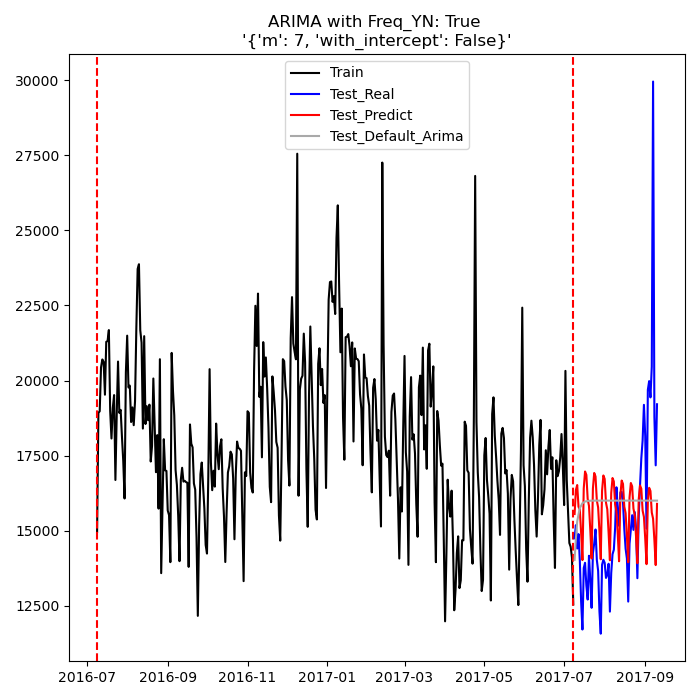 ARIMA with Freq_YN: True
'{'m': 7, 'with_intercept': False}'
Train
Test_Real
Test_Predict
Test_Default_Arima
30000
27500
25000
22500
20000
17500
15000
12500
2016-07 2016-09 2016-11 2017-01 2017-03 2017-05 2017-07 2017-09